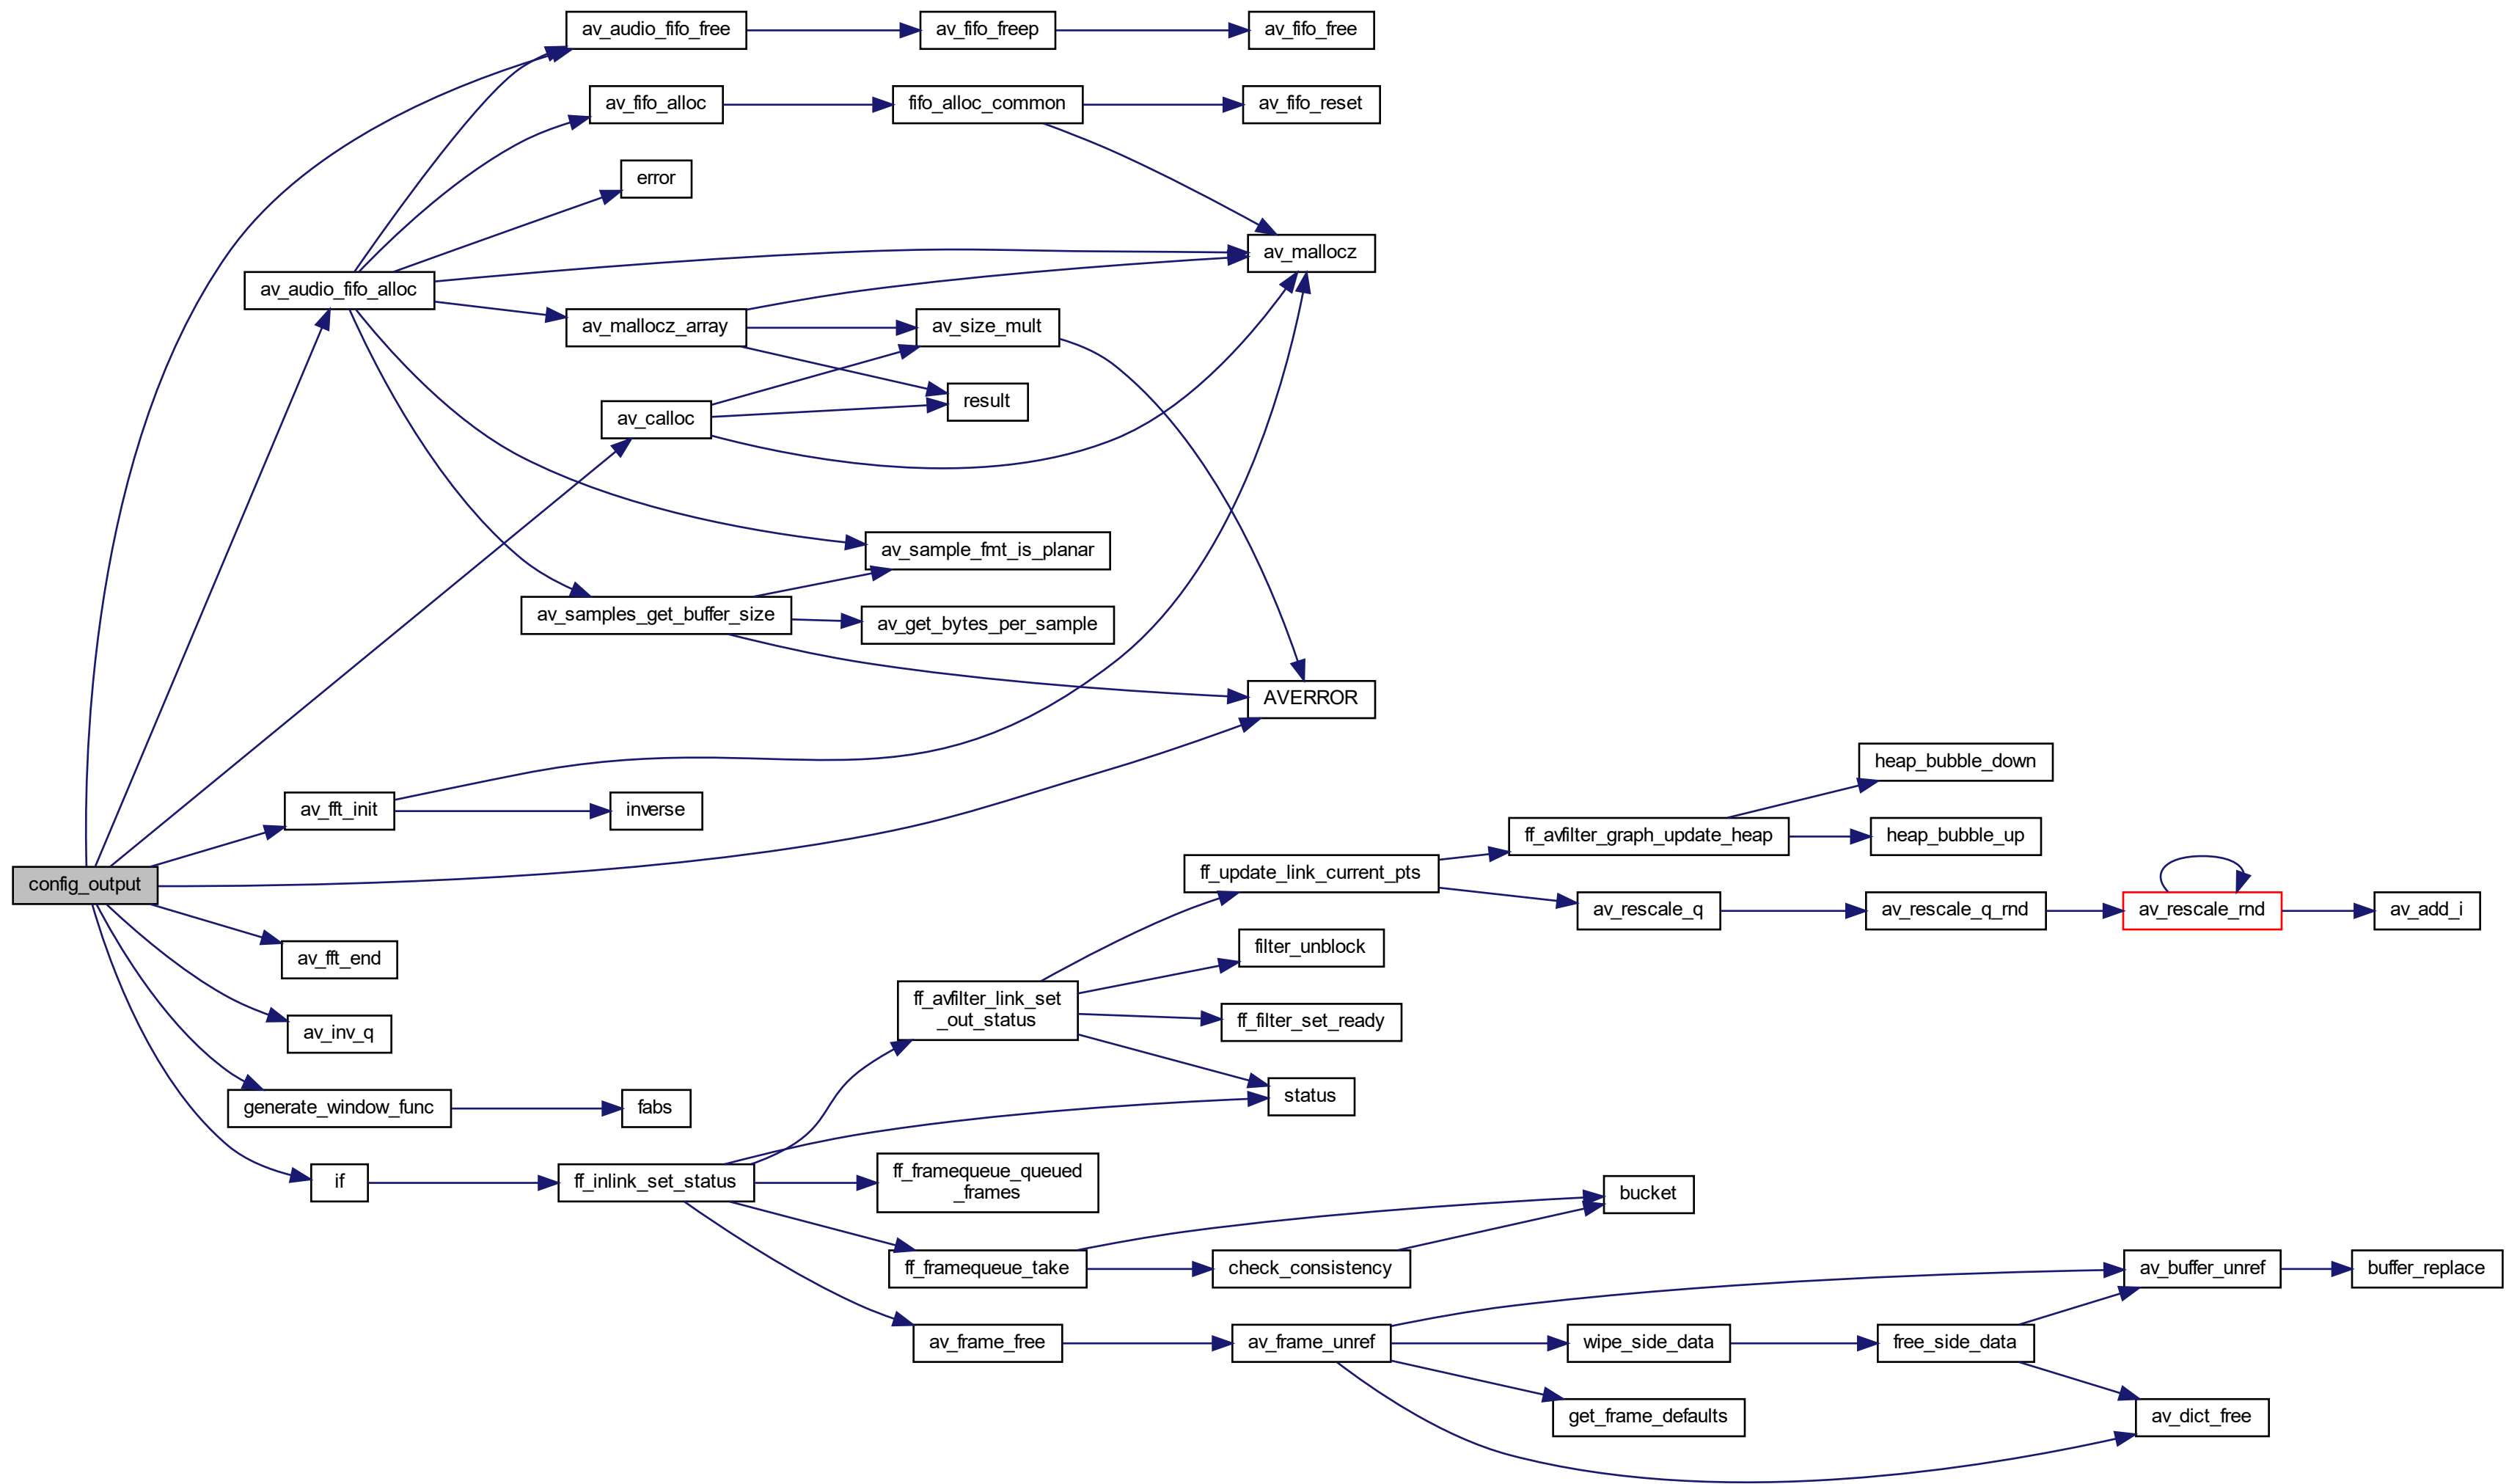 av_audio_fifo_free
av_fifo_freep
av_fifo_free
av_fifo_alloc
fifo_alloc_common
av_fifo_reset
error
av_mallocz
av_audio_fifo_alloc
av_mallocz_array
av_size_mult
result
av_calloc
av_sample_fmt_is_planar
av_samples_get_buffer_size
av_get_bytes_per_sample
AVERROR
heap_bubble_down
av_fft_init
inverse
ff_avfilter_graph_update_heap
heap_bubble_up
ff_update_link_current_pts
config_output
av_rescale_q
av_rescale_q_rnd
av_rescale_rnd
av_add_i
filter_unblock
av_fft_end
ff_avfilter_link_set
_out_status
ff_filter_set_ready
av_inv_q
status
generate_window_func
fabs
if
ff_inlink_set_status
ff_framequeue_queued
_frames
bucket
ff_framequeue_take
check_consistency
av_buffer_unref
buffer_replace
av_frame_free
av_frame_unref
wipe_side_data
free_side_data
get_frame_defaults
av_dict_free